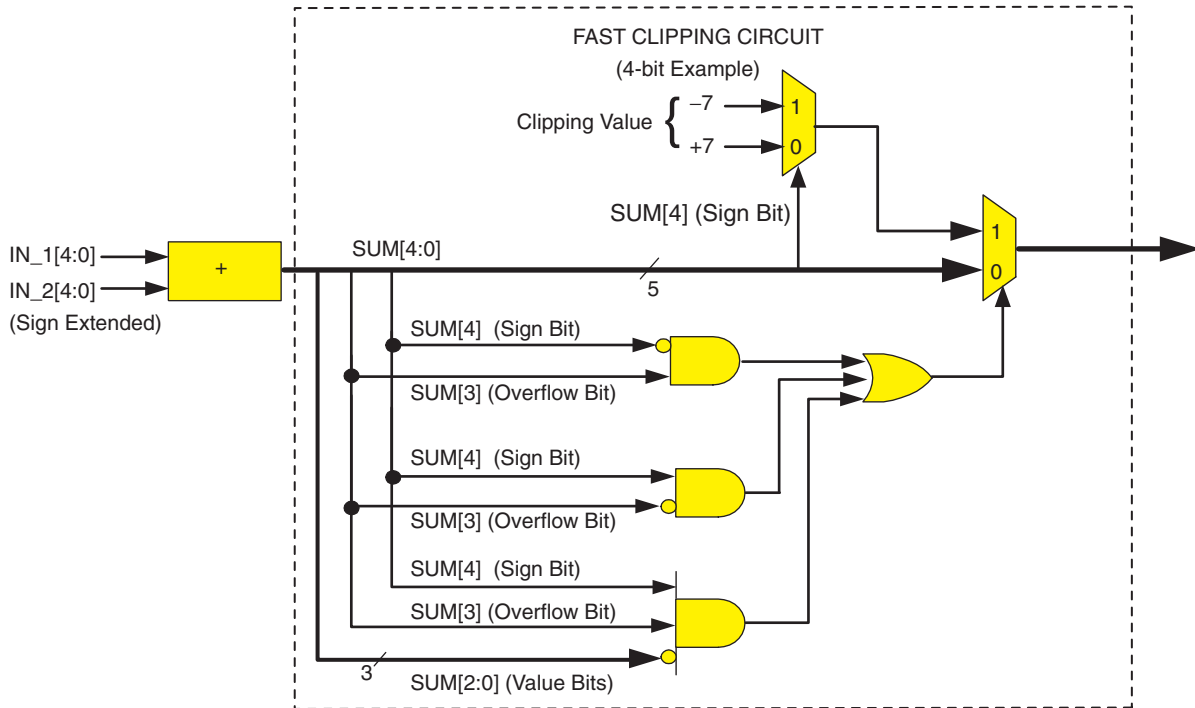 FAST CLIPPING CIRCUIT
(4-bit Example)
Clipping Value { –7
+7
1
0
SUM[4] (Sign Bit)
1
0
IN_1[4:0]
IN_2[4:0]
(Sign Extended)
+
SUM[4:0]
5
SUM[4] (Sign Bit)
SUM[3] (Overflow Bit)
SUM[4] (Sign Bit)
SUM[3] (Overflow Bit)
SUM[4] (Sign Bit)
SUM[3] (Overflow Bit)
3
SUM[2:0] (Value Bits)